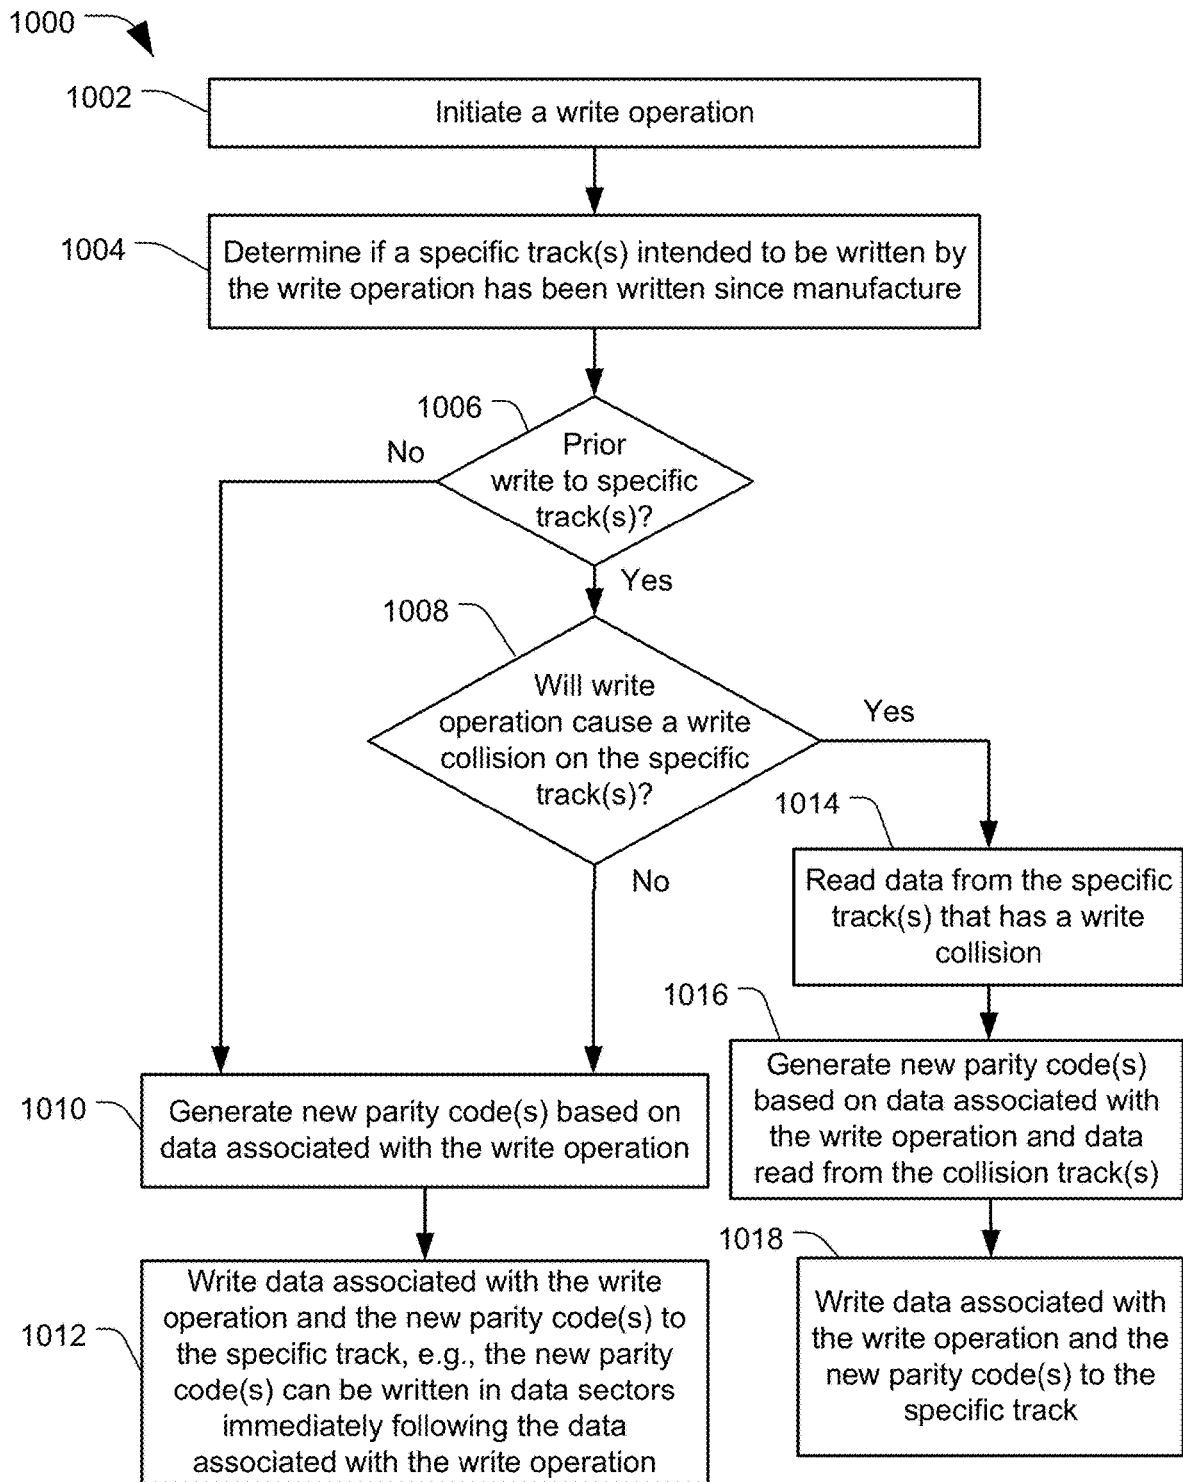 1000
1002
Initiate a write operation
1004
Determine if a specific track(s) intended to be written by
the write operation has been written since manufacture
1006
No
Prior
write to specific
track(s)?
Yes
1008
Will write
operation cause a write
collision on the specific
track(s)?
Yes
No
1014
Read data from the specific
track(s) that has a write
collision
1016
Generate new parity code(s)
based on data associated with
the write operation and data
read from the collision track(s)
1010
Generate new parity code(s) based on
data associated with the write operation
1018
Write data associated with
the write operation and the
new parity code(s) to the
specific track
1012
Write data associated with the write
operation and the new parity code(s) to
the specific track, e.g., the new parity
code(s) can be written in data sectors
immediately following the data
associated with the write operation